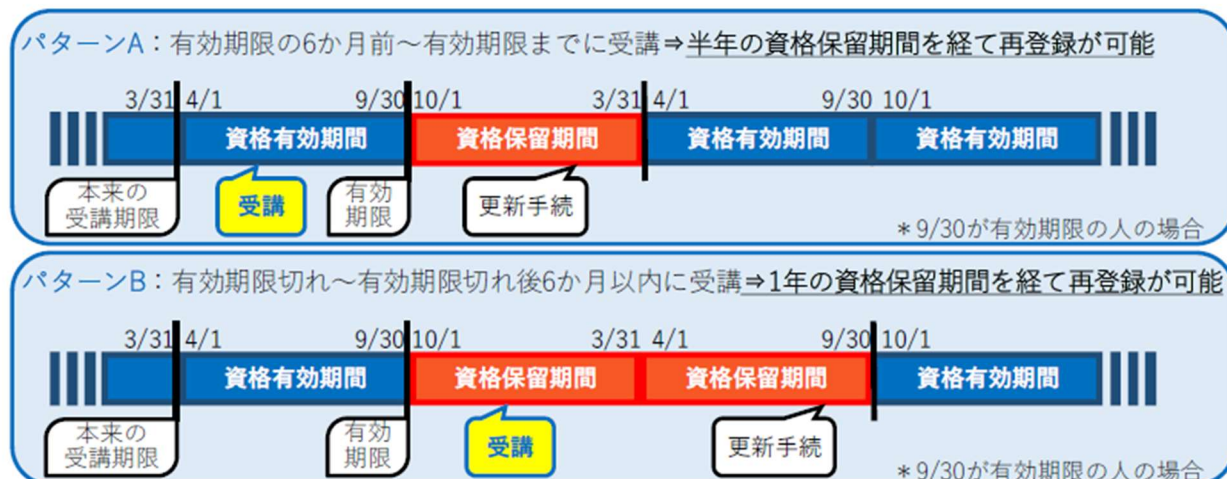 パターンA：有効期限の6か月前～有効期限までに受講⇒半年の資格保留期間を経て再登録が可能
3/31 4/1 9/30 10/1 3/31 4/1 9/30 10/1
資格有効期間 資格保留期間 資格有効期間 資格有効期間
本来の
受講期限
受講
有効
期限
更新手続
＊9/30が有効期限の人の場合
パターンB：有効期限切れ～有効期限切れ後6か月以内に受講⇒1年の資格保留期間を経て再登録が可能
3/31 4/1 9/30 10/1 3/31 4/1 9/30 10/1
資格有効期間 資格保留期間 資格保留期間 資格有効期間
本来の
受講期限
有効
期限
受講
更新手続
＊9/30が有効期限の人の場合